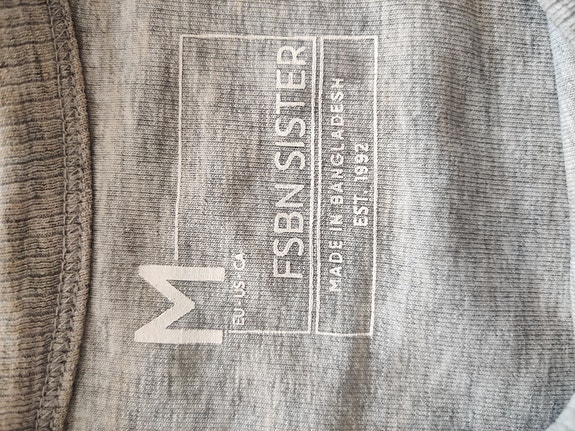 M
EU · US · CA
FSBN SISTER
MADE IN BANGLADESH
EST. 1992